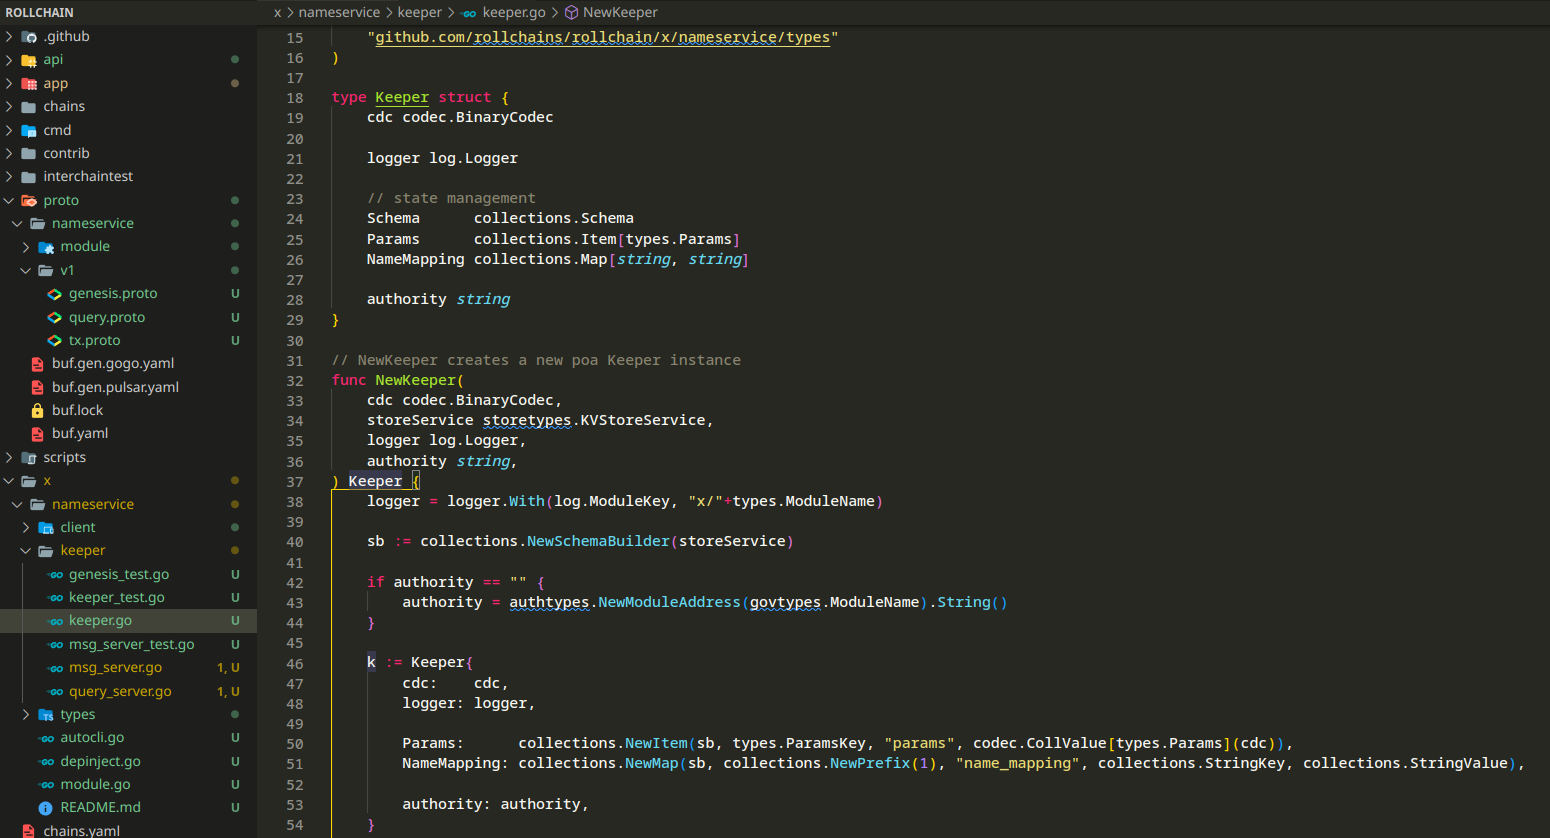 ROLLCHAIN
.github
api
app
chains
cmd
contrib
interchaintest
proto
nameservice
module
v1
genesis.proto U
query.proto U
tx.proto U
buf.gen.gogo.yaml
buf.gen.pulsar.yaml
buf.lock
buf.yaml
scripts
x
nameservice
client
keeper
genesis_test.go U
keeper_test.go U
keeper.go U
msg_server_test.go U
msg_server.go 1, U
query_server.go 1, U
types
autocli.go U
depinject.go U
module.go U
README.md U
chains.yaml
x > nameservice > keeper > keeper.go > NewKeeper
15 "github.com/rollchains/rollchain/x/nameservice/types"
16 )
17
18 type Keeper struct {
19 cdc codec.BinaryCodec
20
21 logger log.Logger
22
23 // state management
24 Schema collections.Schema
25 Params collections.Item[types.Params]
26 NameMapping collections.Map[string, string]
27
28 authority string
29 }
30
31 // NewKeeper creates a new poa Keeper instance
32 func NewKeeper(
33 cdc codec.BinaryCodec,
34 storeService storetypes.KVStoreService,
35 logger log.Logger,
36 authority string,
37 ) Keeper {
38 logger = logger.With(log.ModuleKey, "x/"+types.ModuleName)
39
40 sb := collections.NewSchemaBuilder(storeService)
41
42 if authority == "" {
43 authority = authtypes.NewModuleAddress(govtypes.ModuleName).String()
44 }
45
46 k := Keeper{
47 cdc: cdc,
48 logger: logger,
49
50 Params: collections.NewItem(sb, types.ParamsKey, "params", codec.CollValue[types.Params](cdc)),
51 NameMapping: collections.NewMap(sb, collections.NewPrefix(1), "name_mapping", collections.StringKey, collections.StringValue),
52
53 authority: authority,
54 }